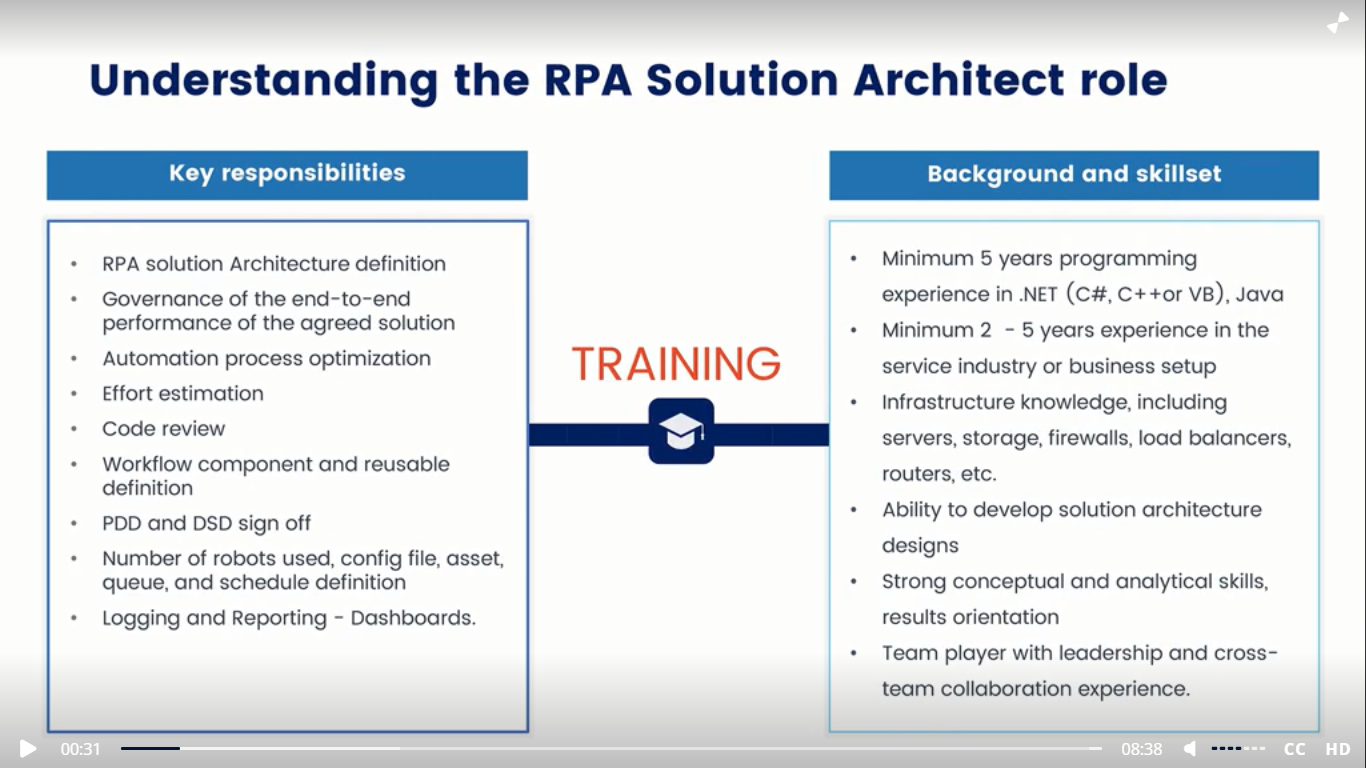 Understanding the RPA Solution Architect role
Key responsibilities
• RPA solution Architecture definition
• Governance of the end-to-end
performance of the agreed solution
• Automation process optimization
• Effort estimation
• Code review
• Workflow component and reusable
definition
• PDD and DSD sign off
• Number of robots used, config file, asset,
queue, and schedule definition
• Logging and Reporting - Dashboards.
TRAINING
Background and skillset
• Minimum 5 years programming
experience in .NET (C#, C++or VB), Java
• Minimum 2 - 5 years experience in the
service industry or business setup
• Infrastructure knowledge, including
servers, storage, firewalls, load balancers,
routers, etc.
• Ability to develop solution architecture
designs
• Strong conceptual and analytical skills,
results orientation
• Team player with leadership and cross-
team collaboration experience.
00:31
08:38
CC
HD